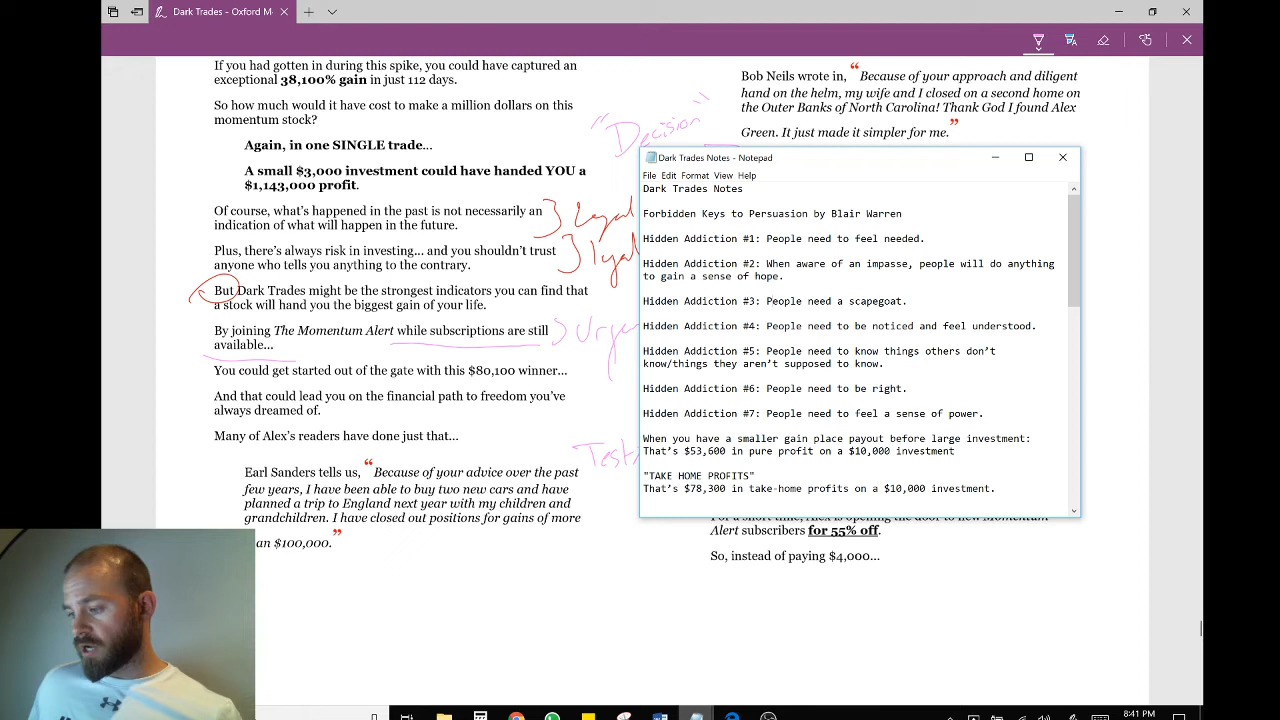 Dark Trades - Oxford M
If you had gotten in during this spike, you could have captured an
exceptional 38,100% gain in just 112 days.
So how much would it have cost to make a million dollars on this
momentum stock?
Again, in one SINGLE trade...
A small $3,000 investment could have handed YOU a
$1,143,000 profit.
Of course, what's happened in the past is not necessarily an
indication of what will happen in the future.
Plus, there's always risk in investing... and you shouldn't trust
anyone who tells you anything to the contrary.
But Dark Trades might be the strongest indicators you can find that
a stock will hand you the biggest gain of your life.
By joining The Momentum Alert while subscriptions are still
available...
You could get started out of the gate with this $80,100 winner...
And that could lead you on the financial path to freedom you've
always dreamed of.
Many of Alex's readers have done just that...
Earl Sanders tells us, “Because of your advice over the past
few years, I have been able to buy two new cars and have
planned a trip to England next year with my children and
grandchildren. I have closed out positions for gains of more
an $100,000.”
"Decision"
legal
legal
Urge
Testi
Bob Neils wrote in, “Because of your approach and diligent
hand on the helm, my wife and I closed on a second home on
the Outer Banks of North Carolina! Thank God I found Alex
Green. It just made it simpler for me.”
Dark Trades Notes - Notepad
File Edit Format View Help
Dark Trades Notes
Forbidden Keys to Persuasion by Blair Warren
Hidden Addiction #1: People need to feel needed.
Hidden Addiction #2: When aware of an impasse, people will do anything
to gain a sense of hope.
Hidden Addiction #3: People need a scapegoat.
Hidden Addiction #4: People need to be noticed and feel understood.
Hidden Addiction #5: People need to know things others don't
know/things they aren't supposed to know.
Hidden Addiction #6: People need to be right.
Hidden Addiction #7: People need to feel a sense of power.
When you have a smaller gain place payout before large investment:
That's $53,600 in pure profit on a $10,000 investment
"TAKE HOME PROFITS"
That's $78,300 in take-home profits on a $10,000 investment.
For a short time, Alex is opening the door to new Momentum
Alert subscribers for 55% off.
So, instead of paying $4,000...
8:41 PM